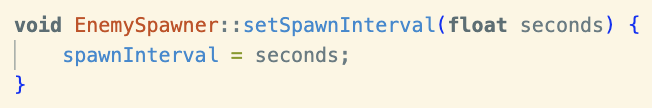 void EnemySpawner::setSpawnInterval(float seconds) {
    spawnInterval = seconds;
}